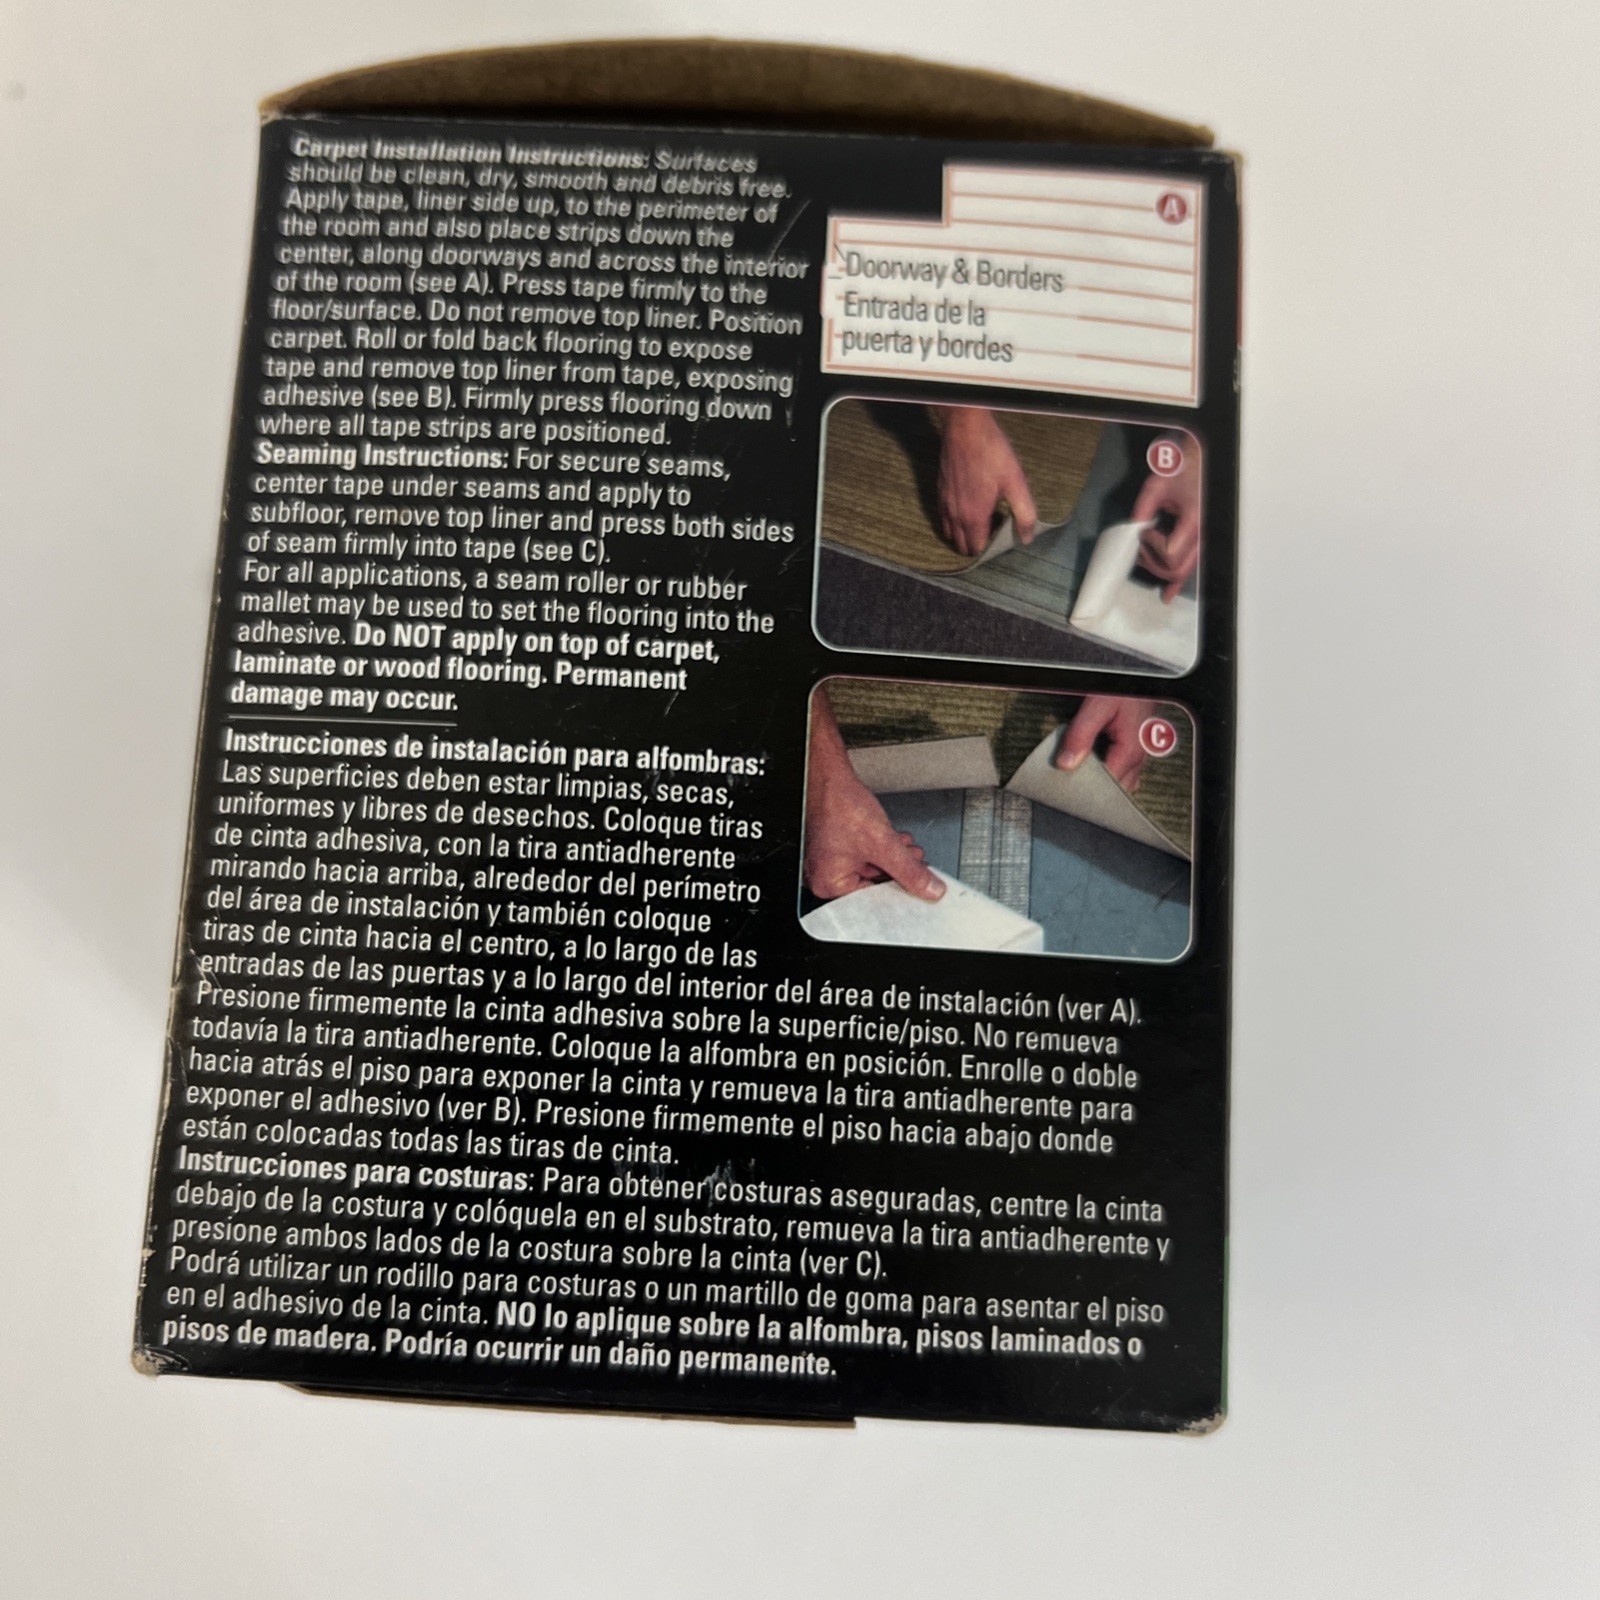 Carpet Installation Instructions: Surfaces
should be clean, dry, smooth and debris free.
Apply tape, liner side up, to the perimeter of
the room and also place strips down the
center, along doorways and across the interior
of the room (see A). Press tape firmly to the
floor/surface. Do not remove top liner. Position
carpet. Roll or fold back flooring to expose
tape and remove top liner from tape, exposing
adhesive (see B). Firmly press flooring down
where all tape strips are positioned.
Seaming Instructions: For secure seams,
center tape under seams and apply to
subfloor, remove top liner and press both sides
of seam firmly into tape (see C).
For all applications, a seam roller or rubber
mallet may be used to set the flooring into the
adhesive. Do NOT apply on top of carpet,
laminate or wood flooring. Permanent
damage may occur.
A
Doorway & Borders
Entrada de la
puerta y bordes
B
C
Instrucciones de instalación para alfombras:
Las superficies deben estar limpias, secas,
uniformes y libres de desechos. Coloque tiras
de cinta adhesiva, con la tira antiadherente
mirando hacia arriba, alrededor del perímetro
del área de instalación y también coloque
tiras de cinta hacia el centro, a lo largo de las
entradas de las puertas y a lo largo del interior del área de instalación (ver A).
Presione firmemente la cinta adhesiva sobre la superficie/piso. No remueva
todavía la tira antiadherente. Coloque la alfombra en posición. Enrolle o doble
hacia atrás el piso para exponer la cinta y remueva la tira antiadherente para
exponer el adhesivo (ver B). Presione firmemente el piso hacia abajo donde
están colocadas todas las tiras de cinta.
Instrucciones para costuras: Para obtener costuras aseguradas, centre la cinta
debajo de la costura y colóquela en el substrato, remueva la tira antiadherente y
presione ambos lados de la costura sobre la cinta (ver C).
Podrá utilizar un rodillo para costuras o un martillo de goma para asentar el piso
en el adhesivo de la cinta. NO lo aplique sobre la alfombra, pisos laminados o
pisos de madera. Podría ocurrir un daño permanente.